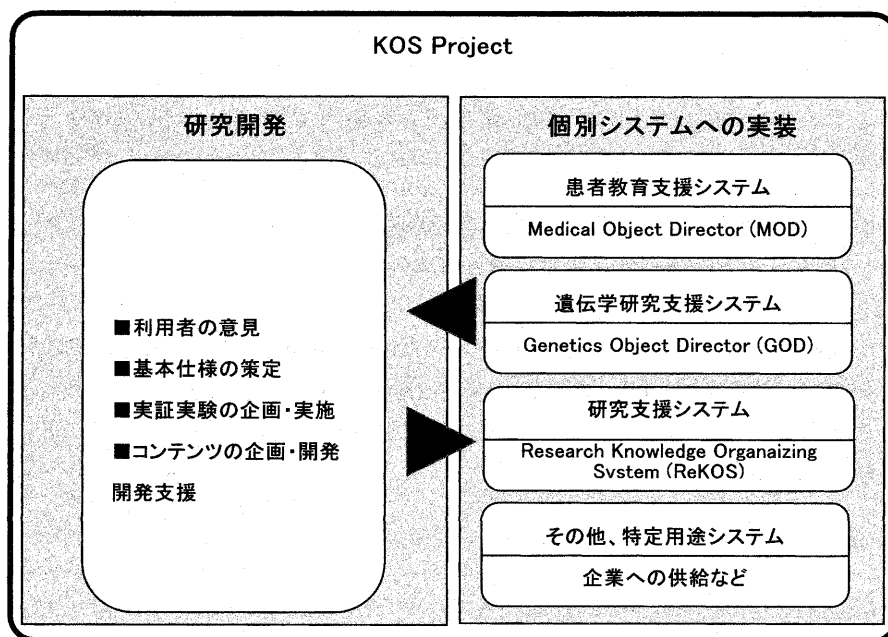 KOS Project
研究開発
■利用者の意見
■基本仕様の策定
■実証実験の企画・実施
■コンテンツの企画・開発
開発支援
個別システムへの実装
患者教育支援システム
Medical Object Director (MOD)
遺伝学研究支援システム
Genetics Object Director (GOD)
研究支援システム
Research Knowledge Organaizing
Svstem (ReKOS)
その他、特定用途システム
企業への供給など